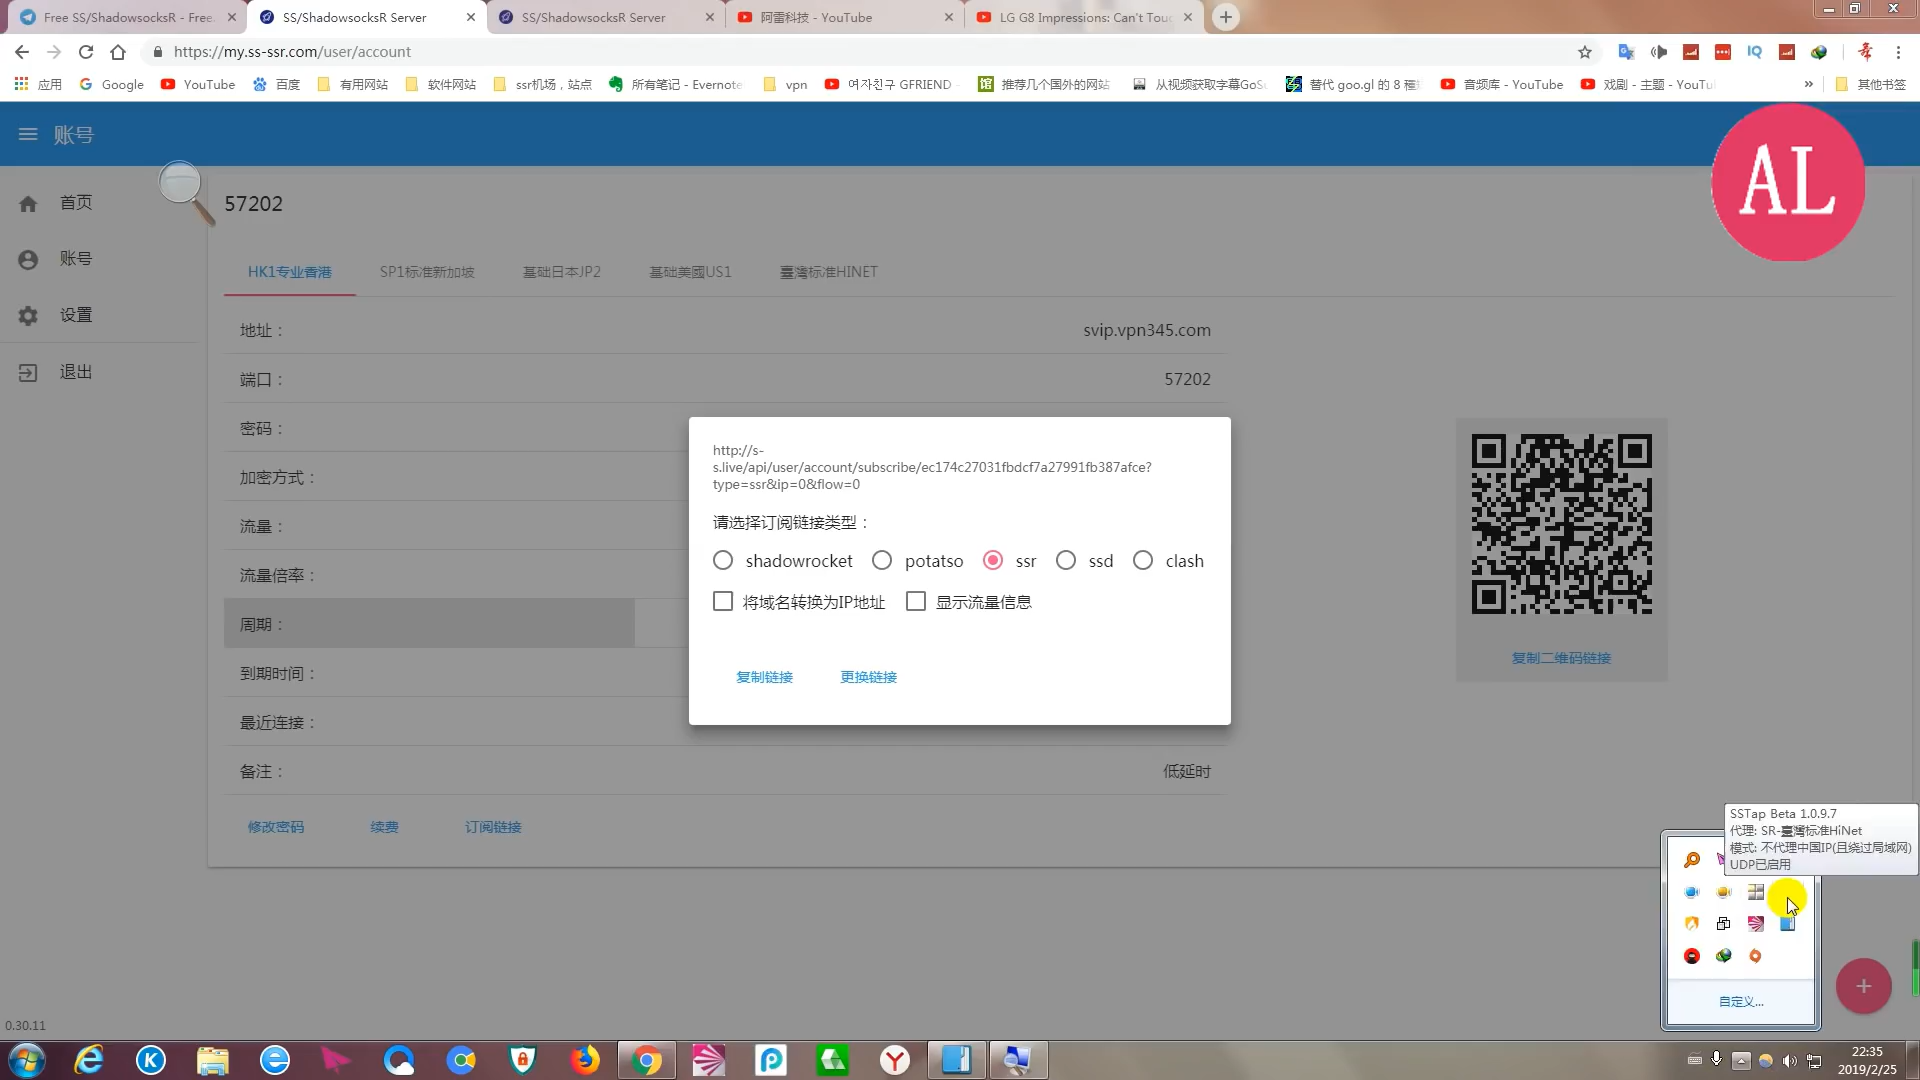 Free SS/ShadowsocksR - Free
SS/ShadowsocksR Server
SS/ShadowsocksR Server
阿雷科技 - YouTube
LG G8 Impressions: Can't Touc
https://my.ss-ssr.com/user/account
应用
Google
YouTube
百度
有用网站
软件网站
ssr机场，站点
所有笔记 - Evernote
vpn
여자친구 GFRIEND
推荐几个国外的网站
从视频获取字幕GoSu
替代 goo.gl 的 8 種
音频库 - YouTube
戏剧 - 主题 - YouTu
»
其他书签
账号
AL
首页
账号
设置
退出
57202
HK1专业香港
SP1标准新加坡
基础日本JP2
基础美國US1
臺灣标准HINET
地址：
svip.vpn345.com
端口：
57202
密码：
加密方式：
流量：
流量倍率：
周期：
到期时间：
最近连接：
备注：
低延时
修改密码
续费
订阅链接
http://s-
s.live/api/user/account/subscribe/ec174c27031fbdcf7a27991fb387afce?
type=ssr&ip=0&flow=0
请选择订阅链接类型：
shadowrocket
potatso
ssr
ssd
clash
将域名转换为IP地址
显示流量信息
复制链接
更换链接
复制二维码链接
SSTap Beta 1.0.9.7
代理: SR-臺灣标准HiNet
模式: 不代理中国IP(且绕过局域网)
UDP已启用
自定义...
0.30.11
22:35
2019/2/25